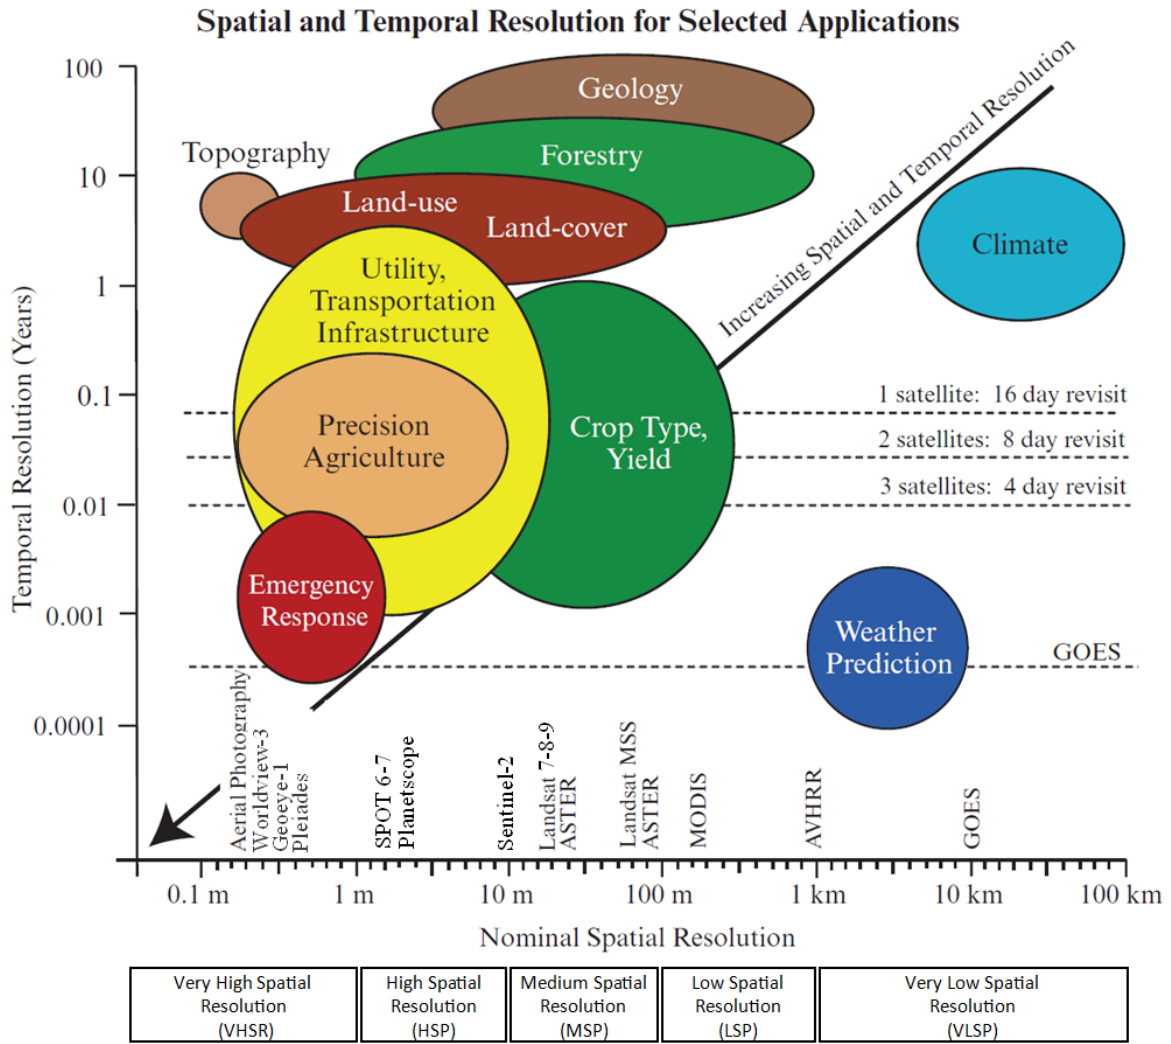 Spatial and Temporal Resolution for Selected Applications
Temporal Resolution (Years)
100
10
1
0.1
0.01
0.001
0.0001
Geology
Topography
Forestry
Land-use
Land-cover
Utility,
Transportation
Infrastructure
Precision
Agriculture
Crop Type,
Yield
Emergency
Response
Increasing Spatial and Temporal Resolution
Climate
1 satellite: 16 day revisit
2 satellites: 8 day revisit
3 satellites: 4 day revisit
Weather
Prediction
GOES
Aerial Photography
Worldview-3
Geoeye-1
Pleiades
SPOT 6-7
Planetscope
Sentinel-2
Landsat 7-8-9
ASTER
Landsat MSS
ASTER
MODIS
AVHRR
GOES
0.1 m
1 m
10 m
100 m
1 km
10 km
100 km
Nominal Spatial Resolution
Very High Spatial
Resolution
(VHSR)
High Spatial
Resolution
(HSP)
Medium Spatial
Resolution
(MSP)
Low Spatial
Resolution
(LSP)
Very Low Spatial
Resolution
(VLSP)